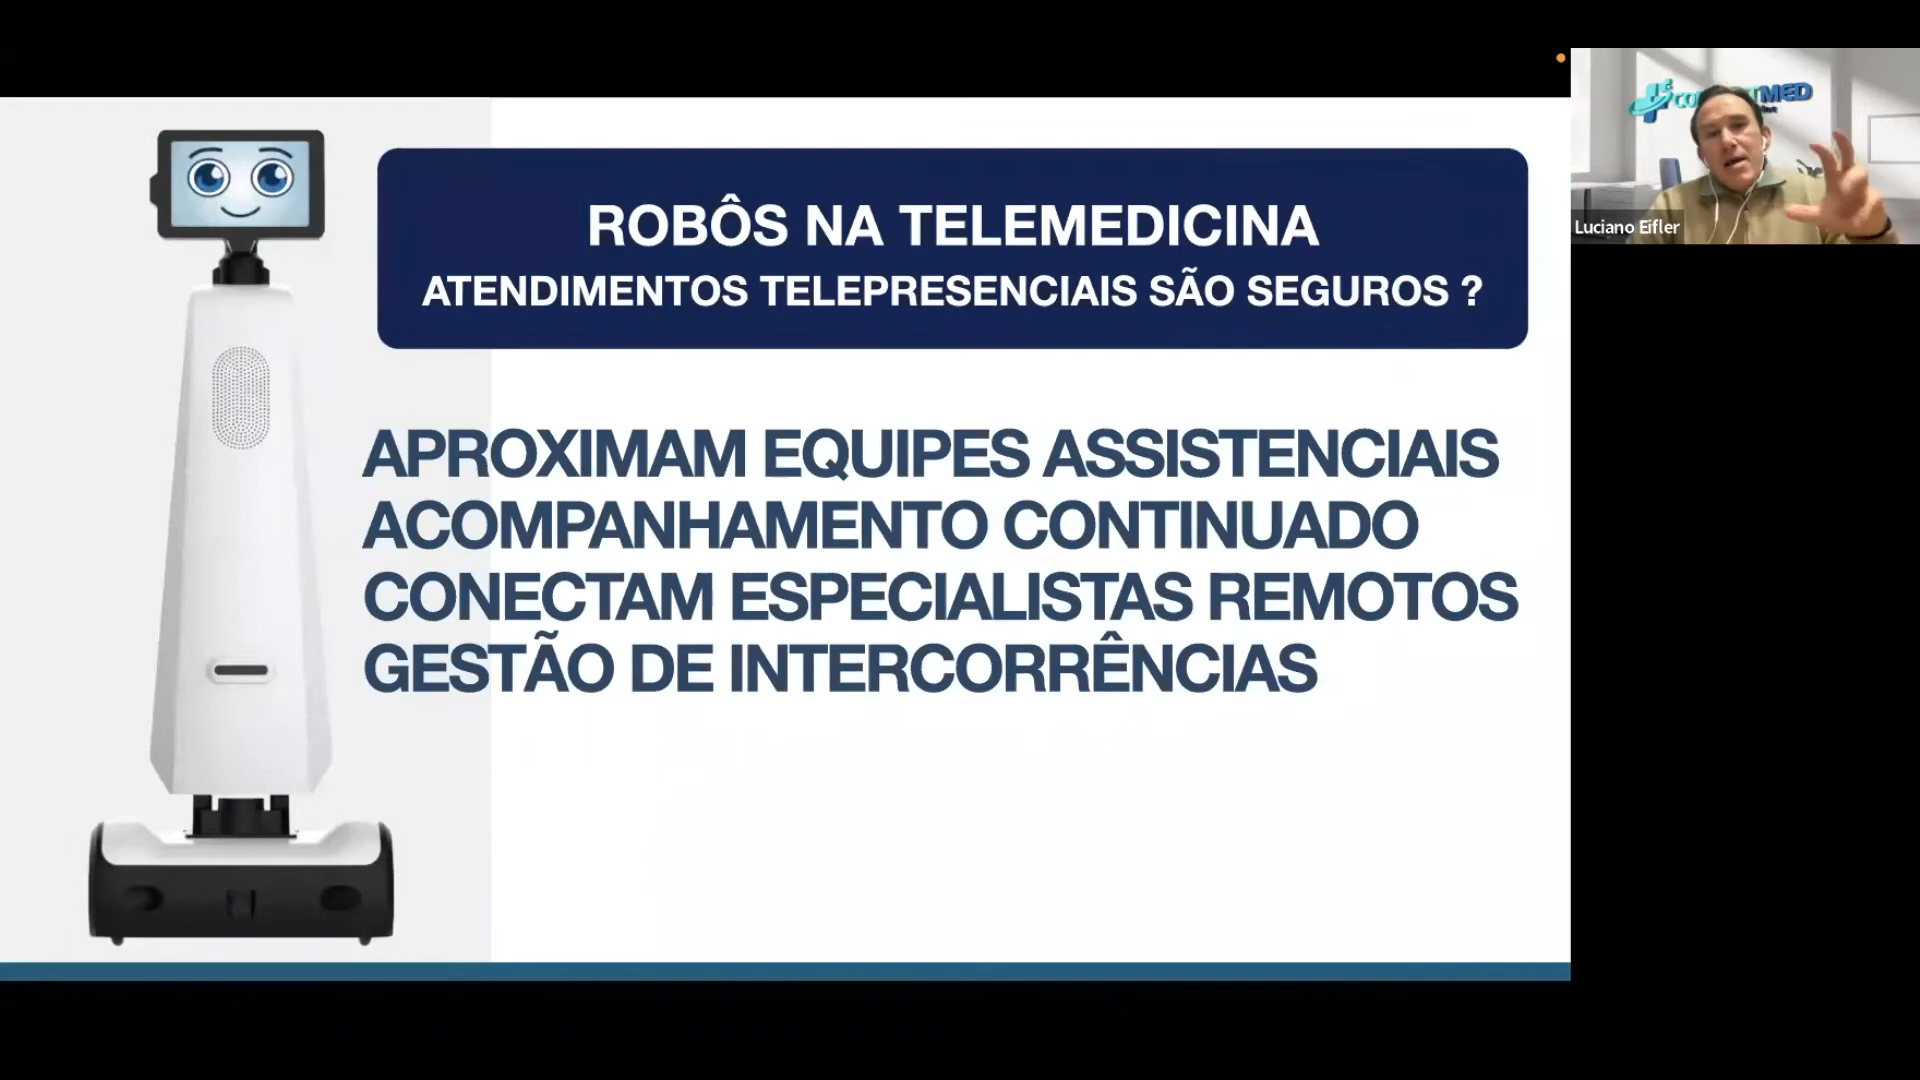 ROBÔS NA TELEMEDICINA
ATENDIMENTOS TELEPRESENCIAIS SÃO SEGUROS ?
APROXIMAM EQUIPES ASSISTENCIAIS
ACOMPANHAMENTO CONTINUADO
CONECTAM ESPECIALISTAS REMOTOS
GESTÃO DE INTERCORRÊNCIAS
Luciano Eifler